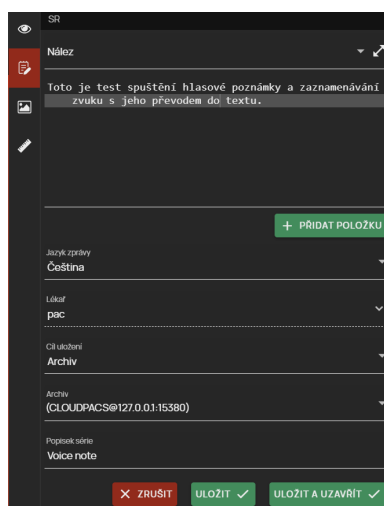 SR
Nález
Toto je test spuštění hlasové poznámky a zaznamenávání
zvuku s jeho převodem do textu.
+ PŘIDAT POLOŽKU
Jazyk zprávy
Čeština
Lékař
pac
Cíl uložení
Archiv
Archiv
(CLOUDPACS@127.0.0.1:15380)
Popisek série
Voice note
ZRUŠIT ULOŽIT ULOŽIT A UZAVŘÍT